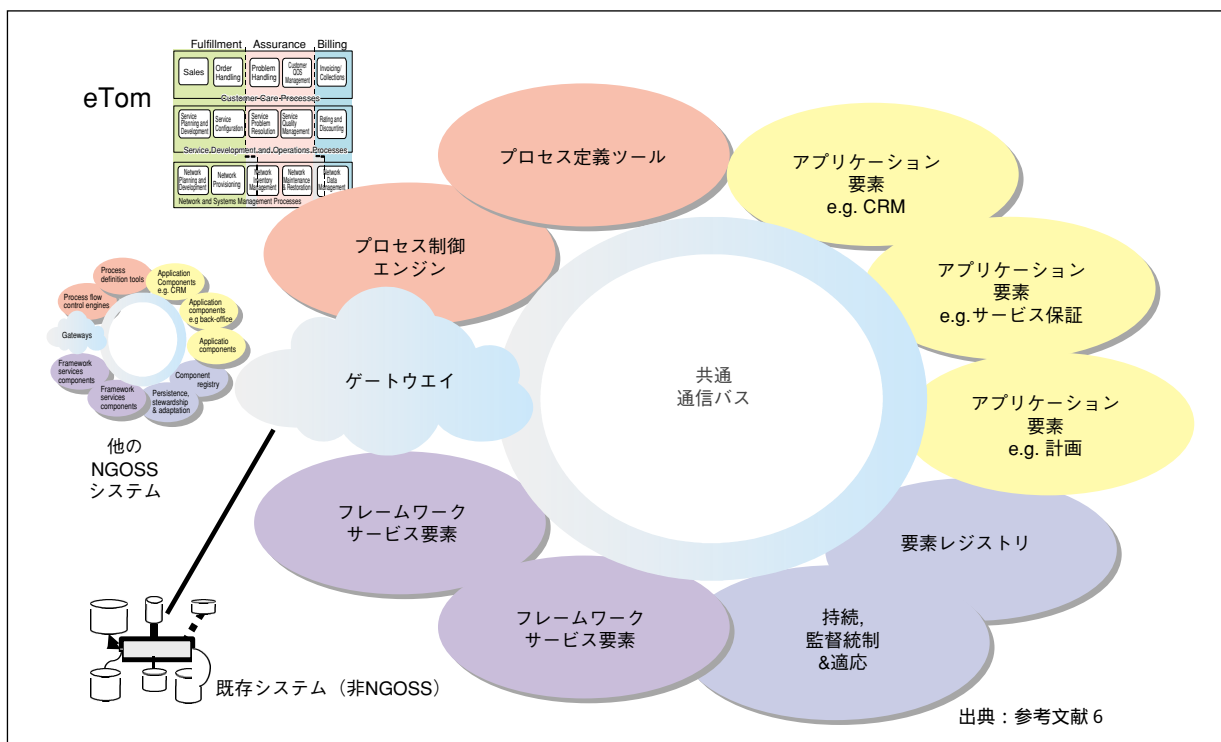 Fulfillment Assurance Billing
eTom
Sales
Order
Handling
Problem
Handling
Customer
QOS
Management
Invoicing/
Collections
Customer Care Processes
Service
Planning and
Development
Service
Configuration
Service
Problem
Resolution
Service
Quality
Management
Rating and
Discounting
Service Development and Operations Processes
Network
Planning and
Development
Network
Provisioning
Network
Inventory
Management
Network
Maintenance
& Restoration
Network
Data
Management
Network and Systems Management Processes
プロセス定義ツール
アプリケーション
要素
e.g. CRM
プロセス制御
エンジン
アプリケーション
要素
e.g.サービス保証
Process
definition tools
Application
Components
e.g. CRM
Process flow
control engines
Application
components
e.g back-office
Gateways
Applicatio
components
Framework
services
components
Component
registry
Framework
services
components
Persistence,
stewardship
& adaptation
他の
NGOSS
システム
ゲートウエイ
共通
通信バス
アプリケーション
要素
e.g. 計画
フレームワーク
サービス要素
要素レジストリ
フレームワーク
サービス要素
持続,
監督統制
&適応
既存システム（非NGOSS）
出典：参考文献 6